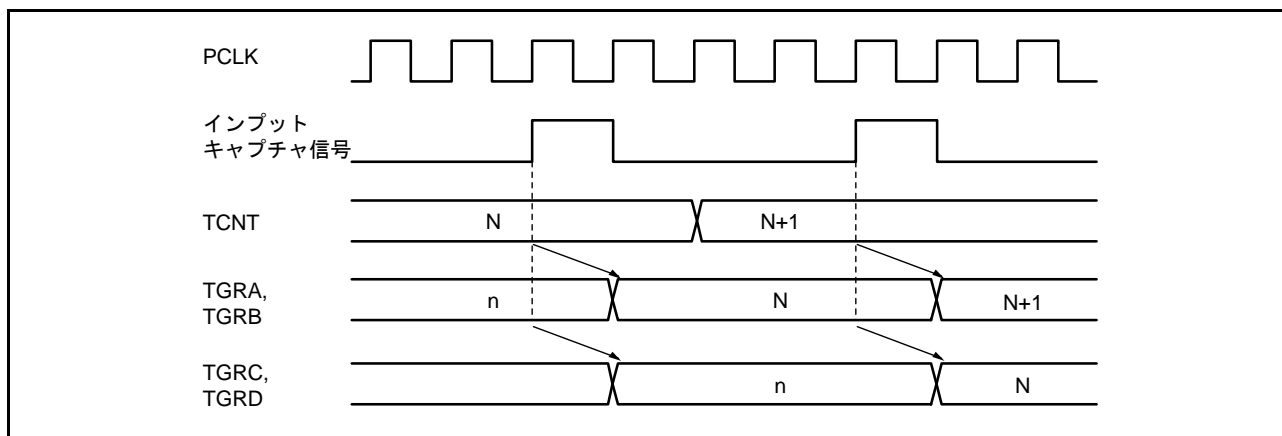 PCLK
インプット
キャプチャ信号
TCNT
N
N+1
TGRA,
TGRB
n
N
N+1
TGRC,
TGRD
n
N